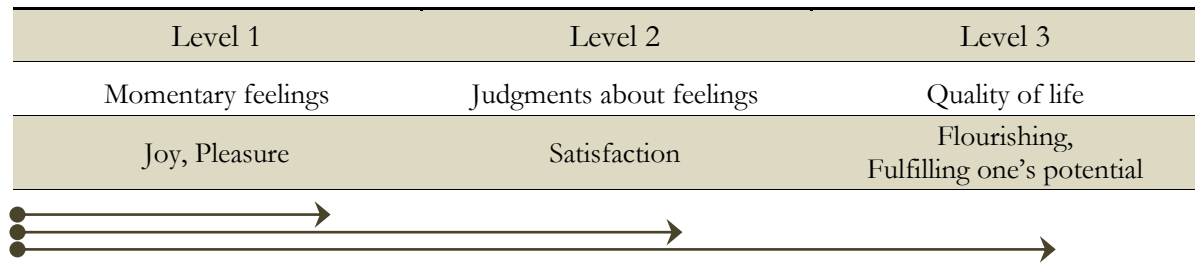 Level 1 Level 2 Level 3
Momentary feelings Judgments about feelings Quality of life
Joy, Pleasure Satisfaction Flourishing,
Fulfilling one's potential